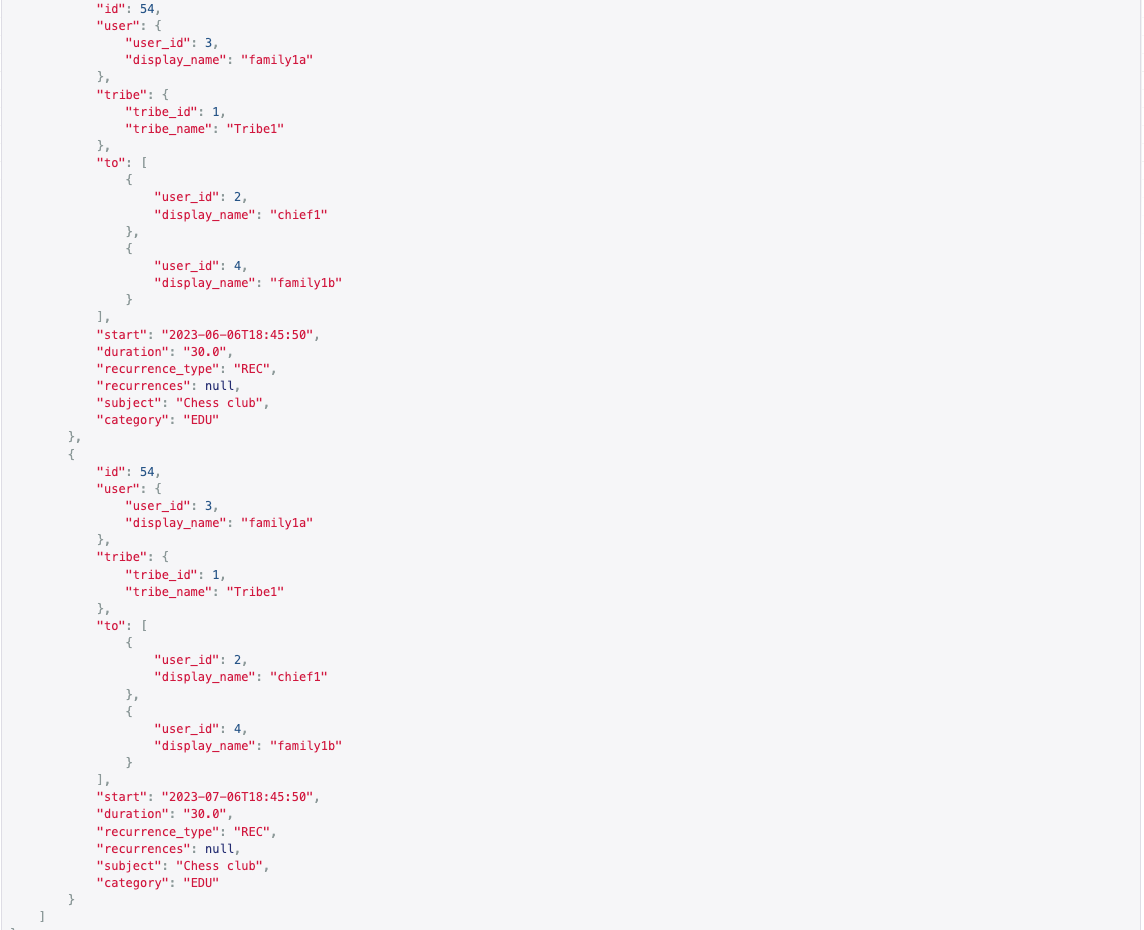 "id": 54,
"user": {
"user_id": 3,
"display_name": "family1a"
},
"tribe": {
"tribe_id": 1,
"tribe_name": "Tribe1"
},
"to": [
{
"user_id": 2,
"display_name": "chief1"
},
{
"user_id": 4,
"display_name": "family1b"
}
],
"start": "2023-06-06T18:45:50",
"duration": "30.0",
"recurrence_type": "REC",
"recurrences": null,
"subject": "Chess club",
"category": "EDU"
},
{
"id": 54,
"user": {
"user_id": 3,
"display_name": "family1a"
},
"tribe": {
"tribe_id": 1,
"tribe_name": "Tribe1"
},
"to": [
{
"user_id": 2,
"display_name": "chief1"
},
{
"user_id": 4,
"display_name": "family1b"
}
],
"start": "2023-07-06T18:45:50",
"duration": "30.0",
"recurrence_type": "REC",
"recurrences": null,
"subject": "Chess club",
"category": "EDU"
}
]